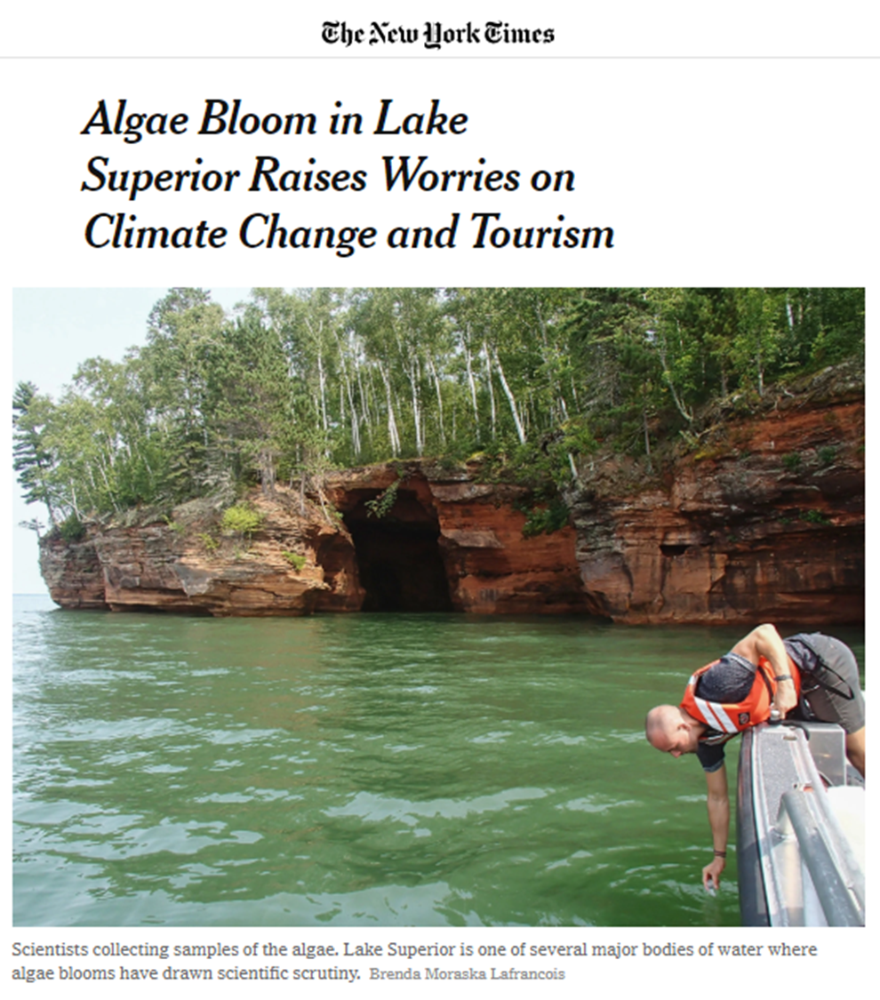 The New York Times
Algae Bloom in Lake
Superior Raises Worries on
Climate Change and Tourism
Scientists collecting samples of the algae. Lake Superior is one of several major bodies of water where
algae blooms have drawn scientific scrutiny. Brenda Moraska Lafrancois